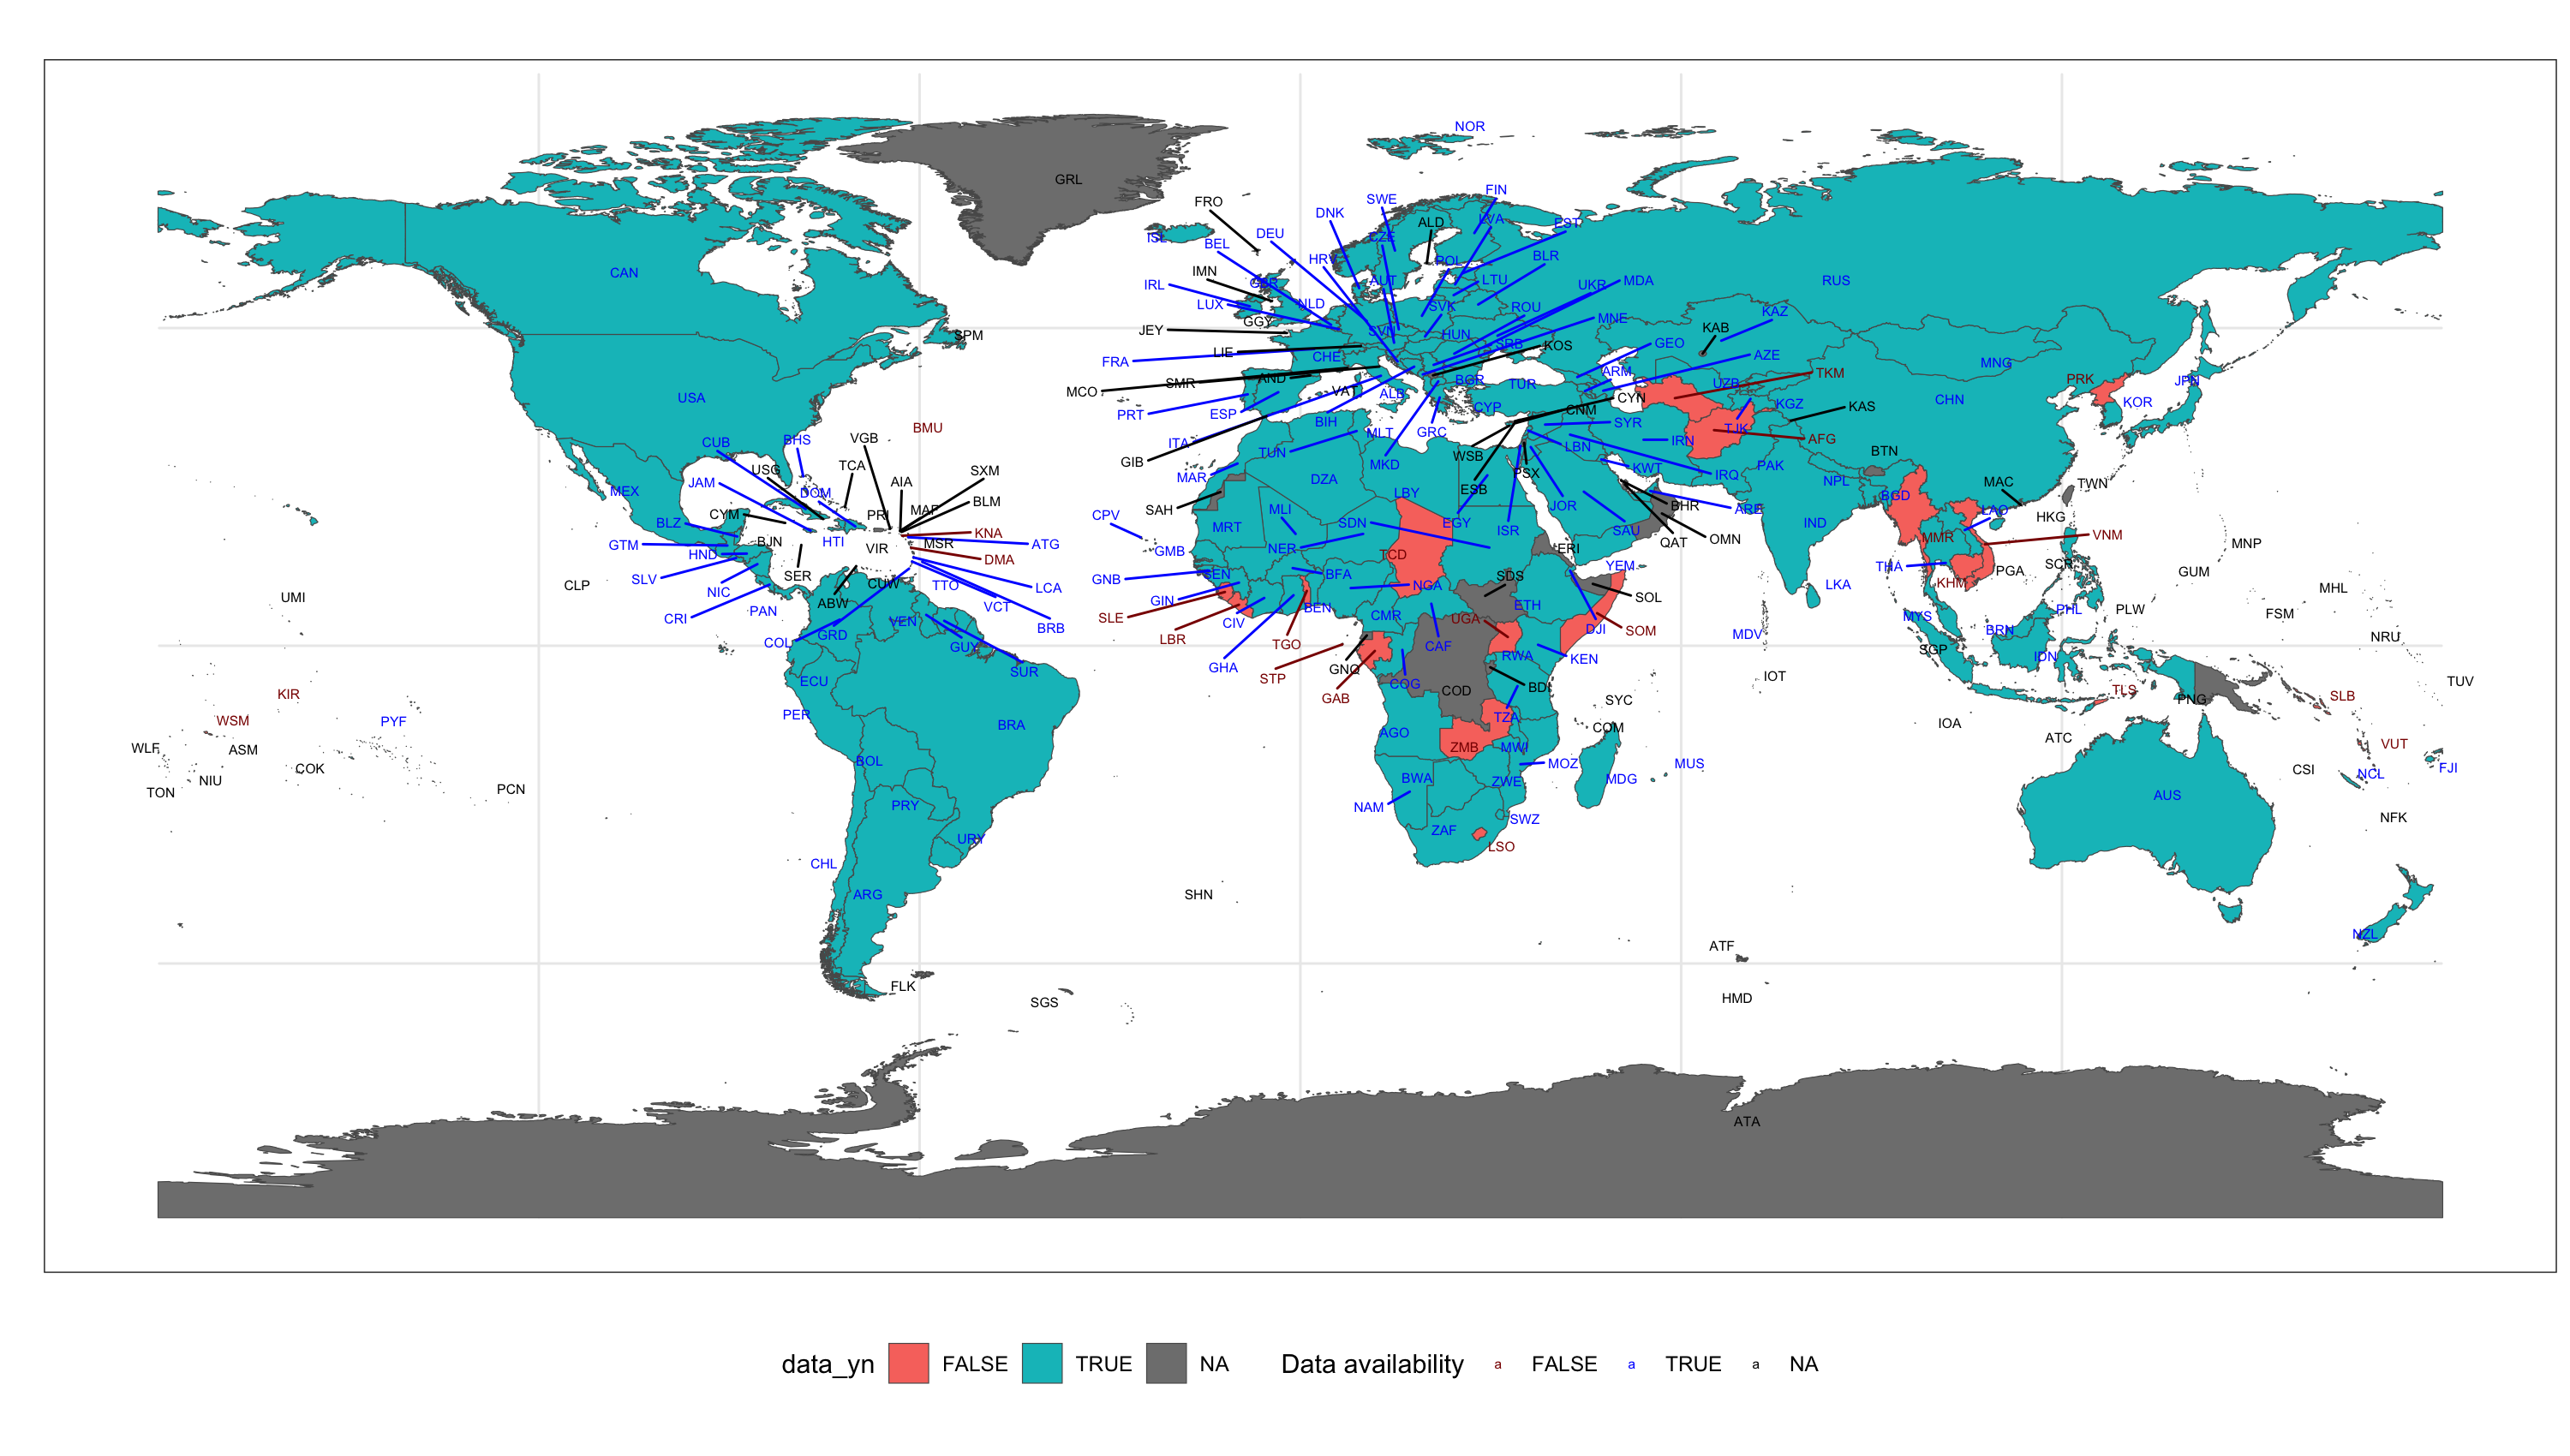 NOR
GRL
FIN
SWE
FRO
DNK
LVA
ALD
EST
DEU
CZE
ISL
BEL
BLR
HRV
POL
IMN
CAN
RUS
LTU
MDA
AUT
GBR
IRL
UKR
LUX
NLD
SVK
ROU
KAZ
MNE
GGY
JEY
SVN
KAB
HUN
SPM
GEO
SRB
KOS
LIE
AZE
CHE
FRA
MNG
ARM
TKM
AND
PRK
BGR
JPN
SMR
TUR
UZB
MCO
VAT
ALB
USA
CYN
CHN
KOR
KGZ
KAS
CYP
CNM
PRT
ESP
BIH
SYR
BMU
TJK
MLT
GRC
VGB
BHS
AFG
IRN
CUB
ITA
LBN
TUN
BTN
WSB
GIB
MKD
TCA
PAK
KWT
USG
SXM
PSX
IRQ
MAR
DZA
NPL
AIA
JAM
MAC
TWN
ESB
MEX
LBY
DOM
BGD
BLM
JOR
BHR
ARE
SAH
MLI
MAF
LAO
CYM
PRI
CPV
HKG
BLZ
SDN
EGY
IND
MRT
ISR
SAU
KNA
VNM
MMR
OMN
BJN
HTI
QAT
MSR
ATG
MNP
GTM
VIR
NER
ERI
GMB
HND
TCD
DMA
SCR
YEM
THA
PGA
GUM
SER
SEN
BFA
SDS
SLV
GNB
CLP
CUW
TTO
KHM
LKA
NGA
LCA
MHL
NIC
UMI
SOL
GIN
ABW
ETH
VCT
BEN
PAN
PLW
PHL
FSM
CMR
MYS
SLE
CRI
UGA
VEN
CIV
BRB
DJI
BRN
SOM
GRD
MDV
NRU
LBR
COL
TGO
CAF
GUY
SGP
RWA
IDN
KEN
GHA
GNQ
SUR
IOT
STP
ECU
TUV
COG
BDI
TLS
COD
KIR
SLB
GAB
PNG
SYC
PER
TZA
WSM
PYF
IOA
BRA
COM
AGO
ATC
VUT
WLF
ASM
ZMB
MWI
BOL
MOZ
MUS
FJI
COK
CSI
NCL
BWA
MDG
NIU
ZWE
PCN
TON
AUS
PRY
NAM
NFK
SWZ
ZAF
URY
LSO
CHL
ARG
SHN
NZL
ATF
FLK
HMD
SGS
ATA
data_yn FALSE TRUE NA Data availability a FALSE a TRUE a NA